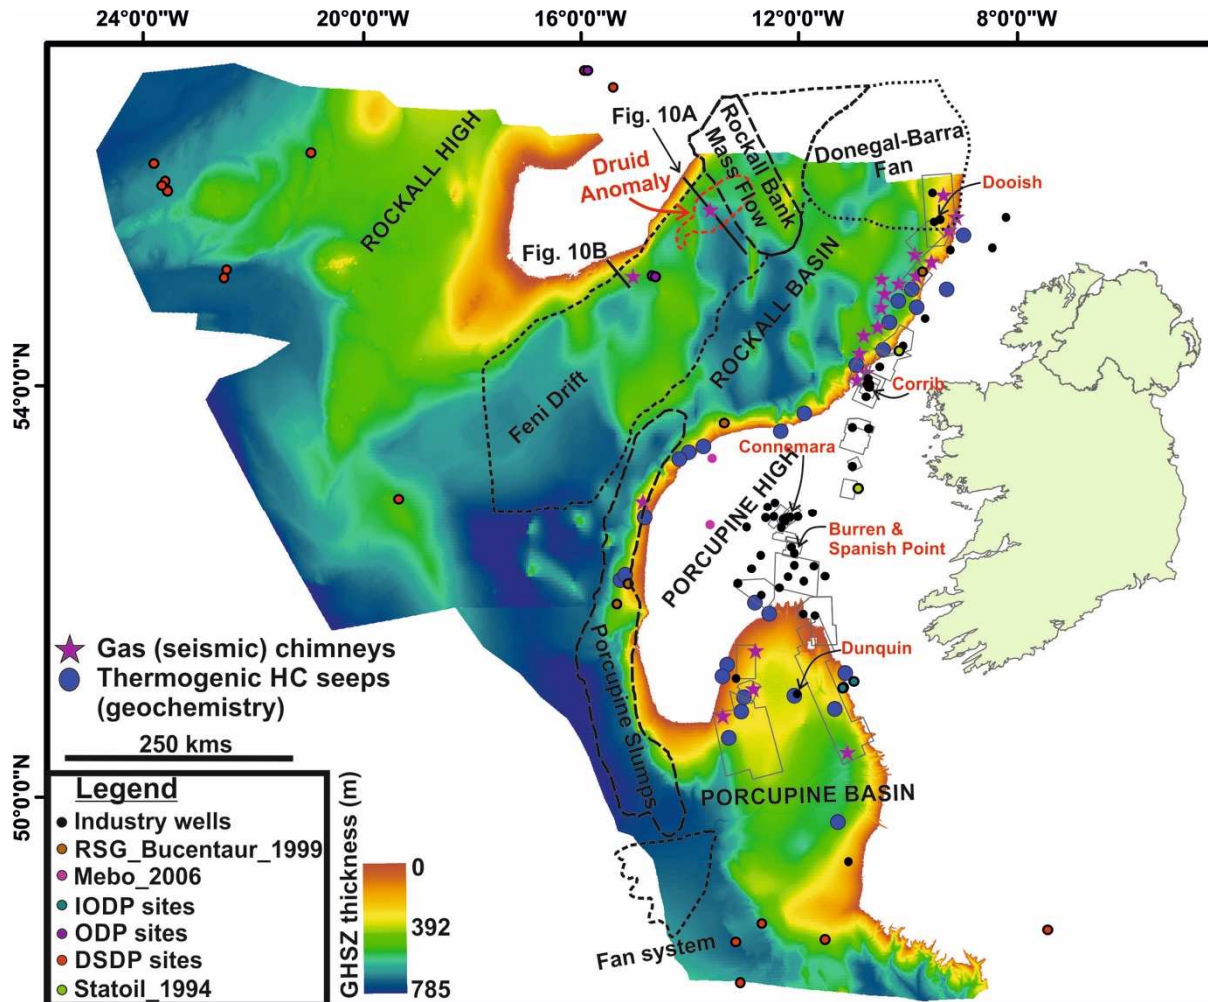 24°0'0"W
20°0'0"W
16°0'0"W
12°0'0"W
8°0'0"W
54°0'0"N
50°0'0"N
ROCKALL HIGH
Fig. 10A
Druid
Anomaly
Rockall Bank
Mass Flow
Donegal-Barra
Fan
Dooish
Fig. 10B
ROCKALL BASIN
Feni Drift
Corrib
Connemara
PORCUPINE HIGH
Burren &
Spanish Point
Dunquin
Porcupine Slumps
PORCUPINE BASIN
Fan system
Gas (seismic) chimneys
Thermogenic HC seeps
(geochemistry)
250 kms
Legend
Industry wells
RSG_Bucentaur_1999
Mebo_2006
IODP sites
ODP sites
DSDP sites
Statoil_1994
GHSZ thickness (m)
0
392
785